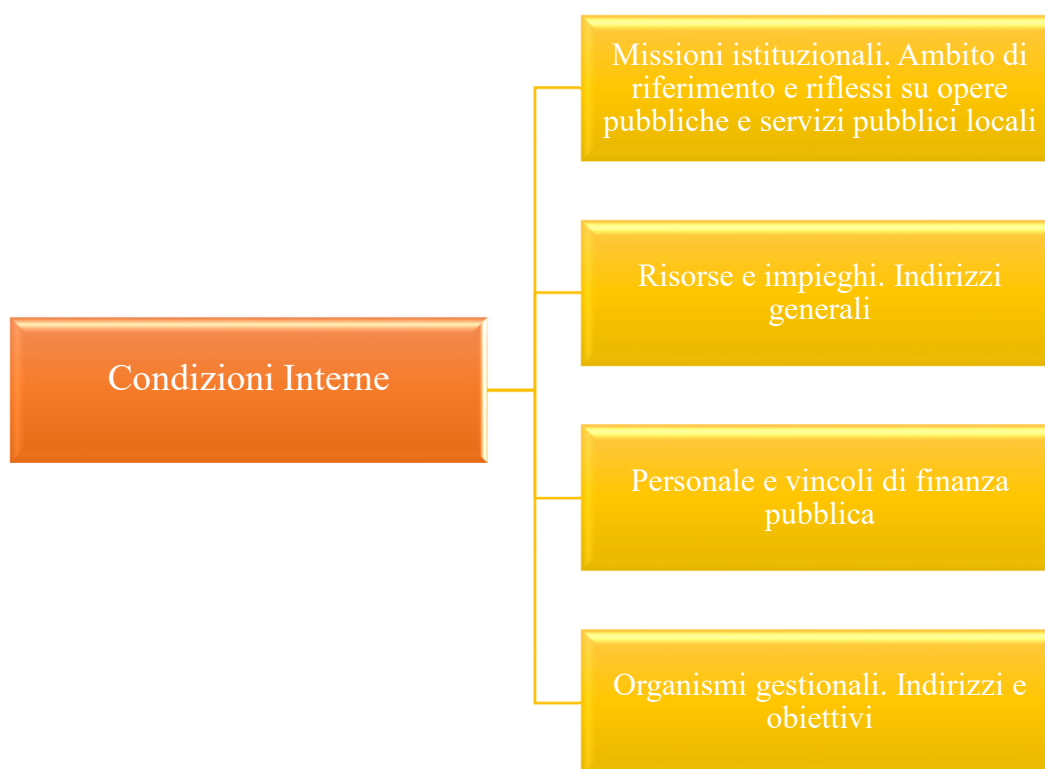 Missioni istituzionali. Ambito di
riferimento e riflessi su opere
pubbliche e servizi pubblici locali
Risorse e impieghi. Indirizzi
generali
Condizioni Interne
Personale e vincoli di finanza
pubblica
Organismi gestionali. Indirizzi e
obiettivi